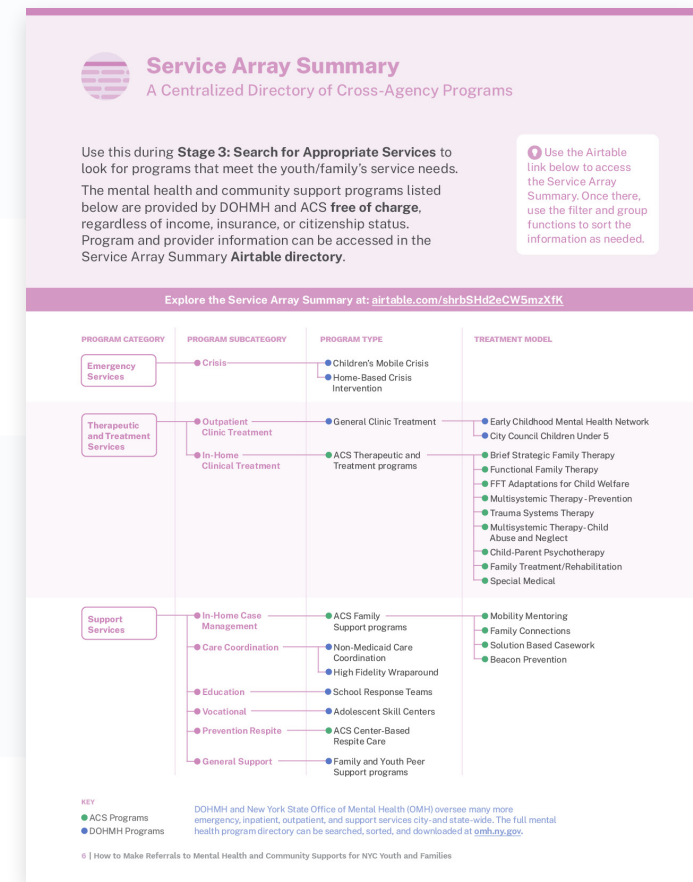 Service Array Summary
A Centralized Directory of Cross-Agency Programs
Use this during Stage 3: Search for Appropriate Services to
look for programs that meet the youth/family's service needs.
The mental health and community support programs listed
below are provided by DOHMH and ACS free of charge,
regardless of income, insurance, or citizenship status.
Program and provider information can be accessed in the
Service Array Summary Airtable directory.
Use the Airtable
link below to access
the Service Array
Summary. Once there,
use the filter and group
functions to sort the
information as needed.
Explore the Service Array Summary at: airtable.com/shrbSHd2eCW5mzXfK
PROGRAM CATEGORY
PROGRAM SUBCATEGORY
PROGRAM TYPE
TREATMENT MODEL
Emergency
Services
Crisis
Children's Mobile Crisis
Home-Based Crisis
Intervention
Therapeutic
and Treatment
Services
Outpatient
Clinic Treatment
General Clinic Treatment
Early Childhood Mental Health Network
City Council Children Under 5
In-Home
Clinical Treatment
ACS Therapeutic and
Treatment programs
Brief Strategic Family Therapy
Functional Family Therapy
FFT Adaptations for Child Welfare
Multisystemic Therapy - Prevention
Trauma Systems Therapy
Multisystemic Therapy- Child
Abuse and Neglect
Child-Parent Psychotherapy
Family Treatment/Rehabilitation
Special Medical
Support
Services
In-Home Case
Management
ACS Family
Support programs
Mobility Mentoring
Family Connections
Solution Based Casework
Beacon Prevention
Care Coordination
Non-Medicaid Care
Coordination
High Fidelity Wraparound
Education
School Response Teams
Vocational
Adolescent Skill Centers
Prevention Respite
ACS Center-Based
Respite Care
General Support
Family and Youth Peer
Support programs
KEY
ACS Programs
DOHMH Programs
DOHMH and New York State Office of Mental Health (OMH) oversee many more
emergency, inpatient, outpatient, and support services city- and state-wide. The full mental
health program directory can be searched, sorted, and downloaded at omh.ny.gov.
6 | How to Make Referrals to Mental Health and Community Supports for NYC Youth and Families